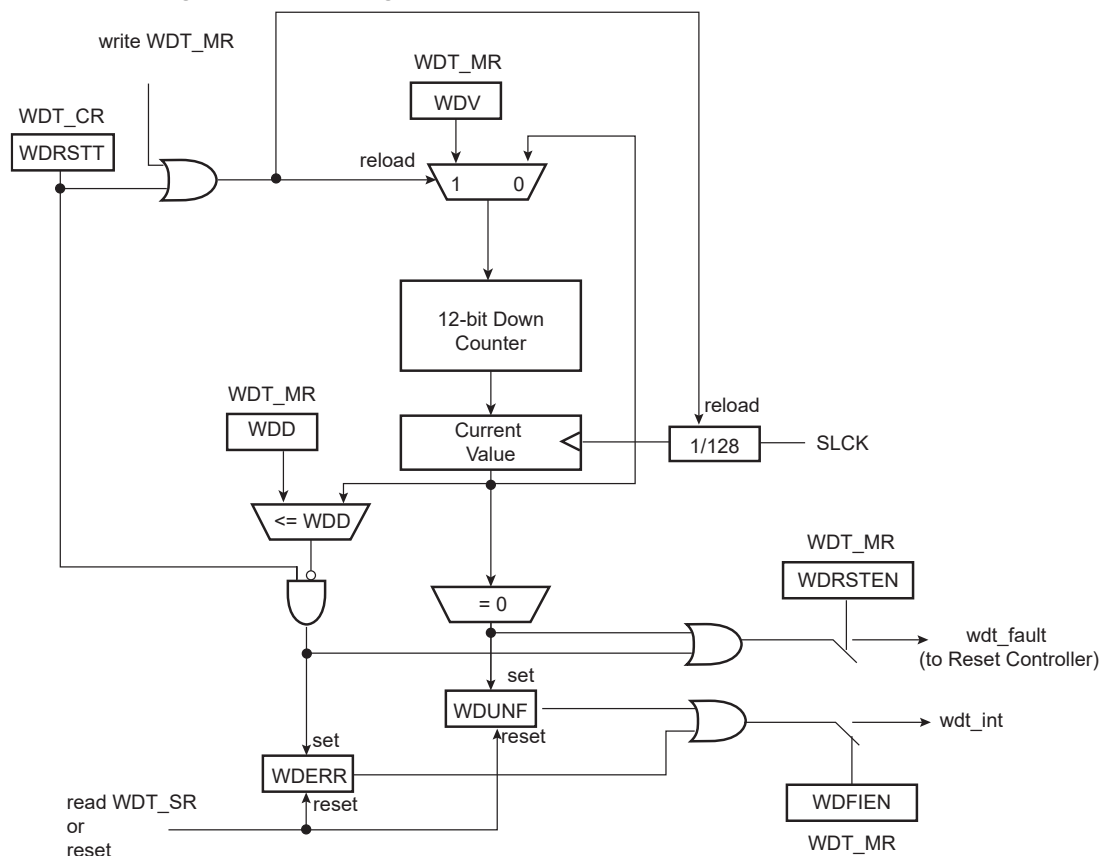 write WDT_MR
WDT_MR
WDV
WDT_CR
WDRSTT
reload
1 0
12-bit Down
Counter
WDT_MR
WDD
reload
Current
Value
1/128
SLCK
<= WDD
WDT_MR
WDRSTEN
= 0
wdt_fault
(to Reset Controller)
set
WDUNF
reset
wdt_int
set
WDERR
reset
WDFIEN
WDT_MR
read WDT_SR
or
reset